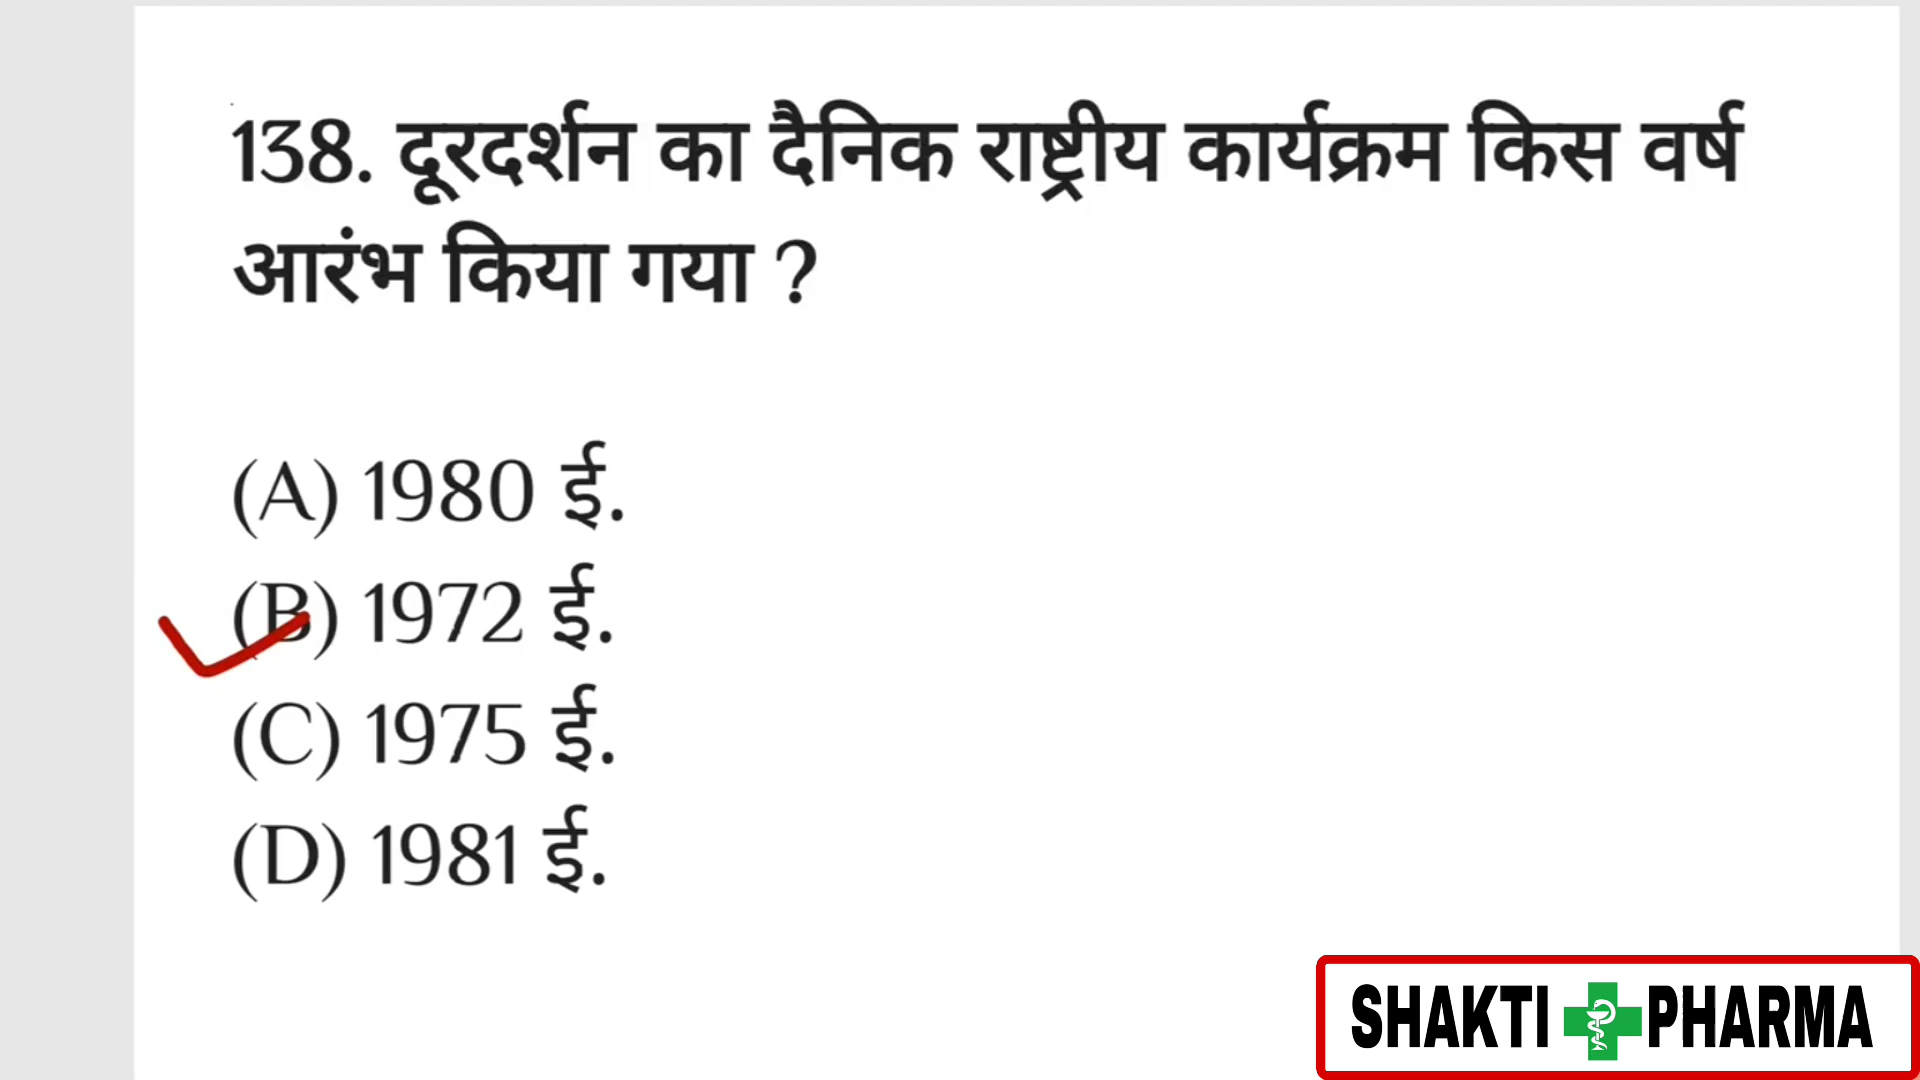 138. दूरदर्शन का दैनिक राष्ट्रीय कार्यक्रम किस वर्ष
आरंभ किया गया ?
(A) 1980 ई.
(B) 1972 ई.
(C) 1975 ई.
(D) 1981 ई.
SHAKTI PHARMA